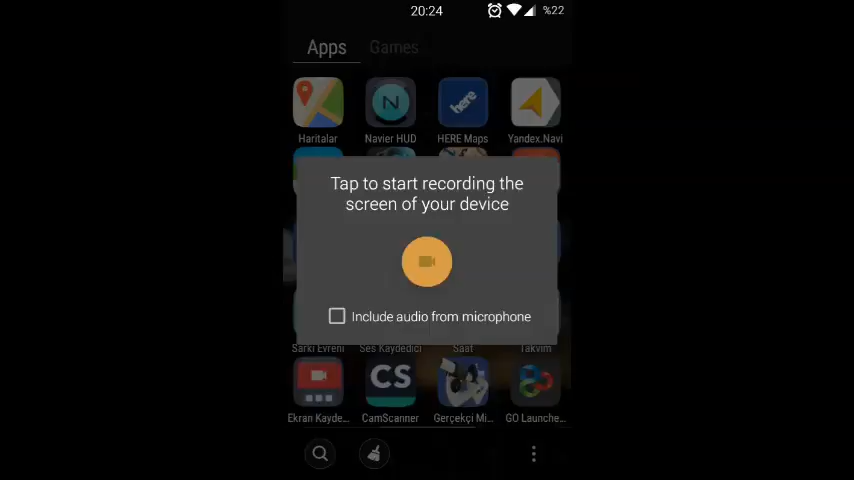 20:24 %22
Apps Games
Haritalar Navier HUD HERE Maps Yandex.Navi
here
N
Tap to start recording the
screen of your device
Include audio from microphone
Şarkı Evreni Ses Kaydedici Saat Takvim
CS
Ekran Kayde... CamScanner Gerçekçi Mi... GO Launche...